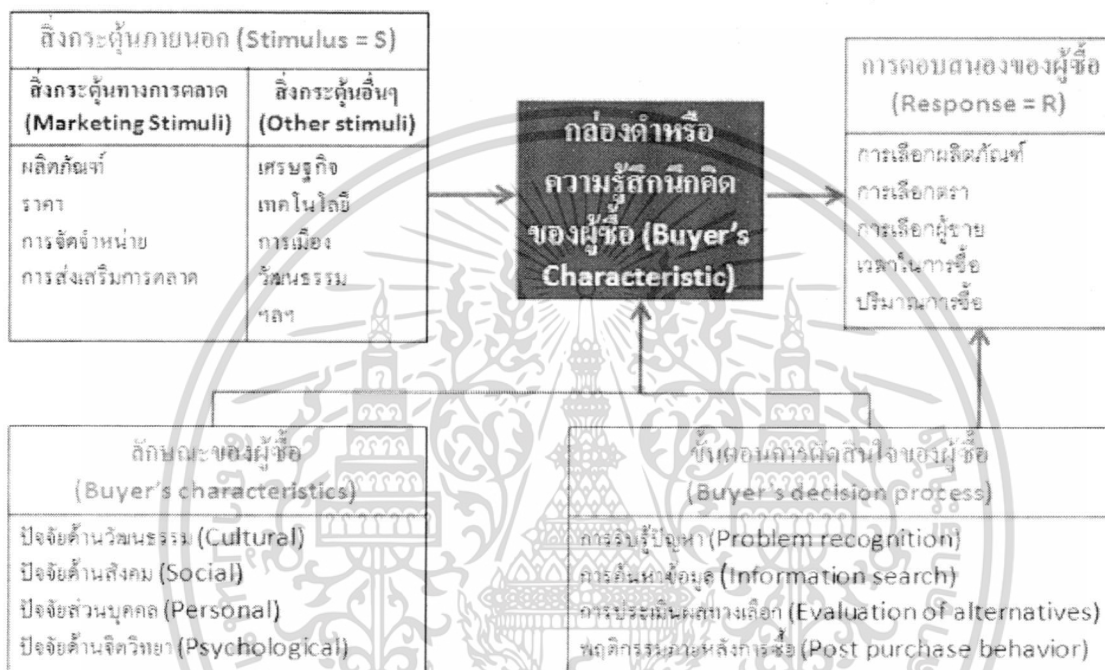 สิ่งกระตุ้นภายนอก (Stimulus = S)
สิ่งกระตุ้นทางการตลาด
(Marketing Stimuli)
ผลิตภัณฑ์
ราคา
การจัดจำหน่าย
การส่งเสริมการตลาด
สิ่งกระตุ้นอื่นๆ
(Other stimuli)
เศรษฐกิจ
เทคโนโลยี
การเมือง
วัฒนธรรม
ฯลฯ
กล่องดำหรือ
ความรู้สึกนึกคิด
ของผู้ซื้อ (Buyer's
Characteristic)
การตอบสนองของผู้ซื้อ
(Response = R)
การเลือกผลิตภัณฑ์
การเลือกตรา
การเลือกผู้ขาย
เวลาในการซื้อ
ปริมาณการซื้อ
ลักษณะของผู้ซื้อ
(Buyer's characteristics)
ปัจจัยด้านวัฒนธรรม (Cultural)
ปัจจัยด้านสังคม (Social)
ปัจจัยส่วนบุคคล (Personal)
ปัจจัยด้านจิตวิทยา (Psychological)
ขั้นตอนการตัดสินใจของผู้ซื้อ
(Buyer's decision process)
การรับรู้ปัญหา (Problem recognition)
การค้นหาข้อมูล (Information search)
การประเมินผลทางเลือก (Evaluation of alternatives)
พฤติกรรมภายหลังการซื้อ (Post purchase behavior)